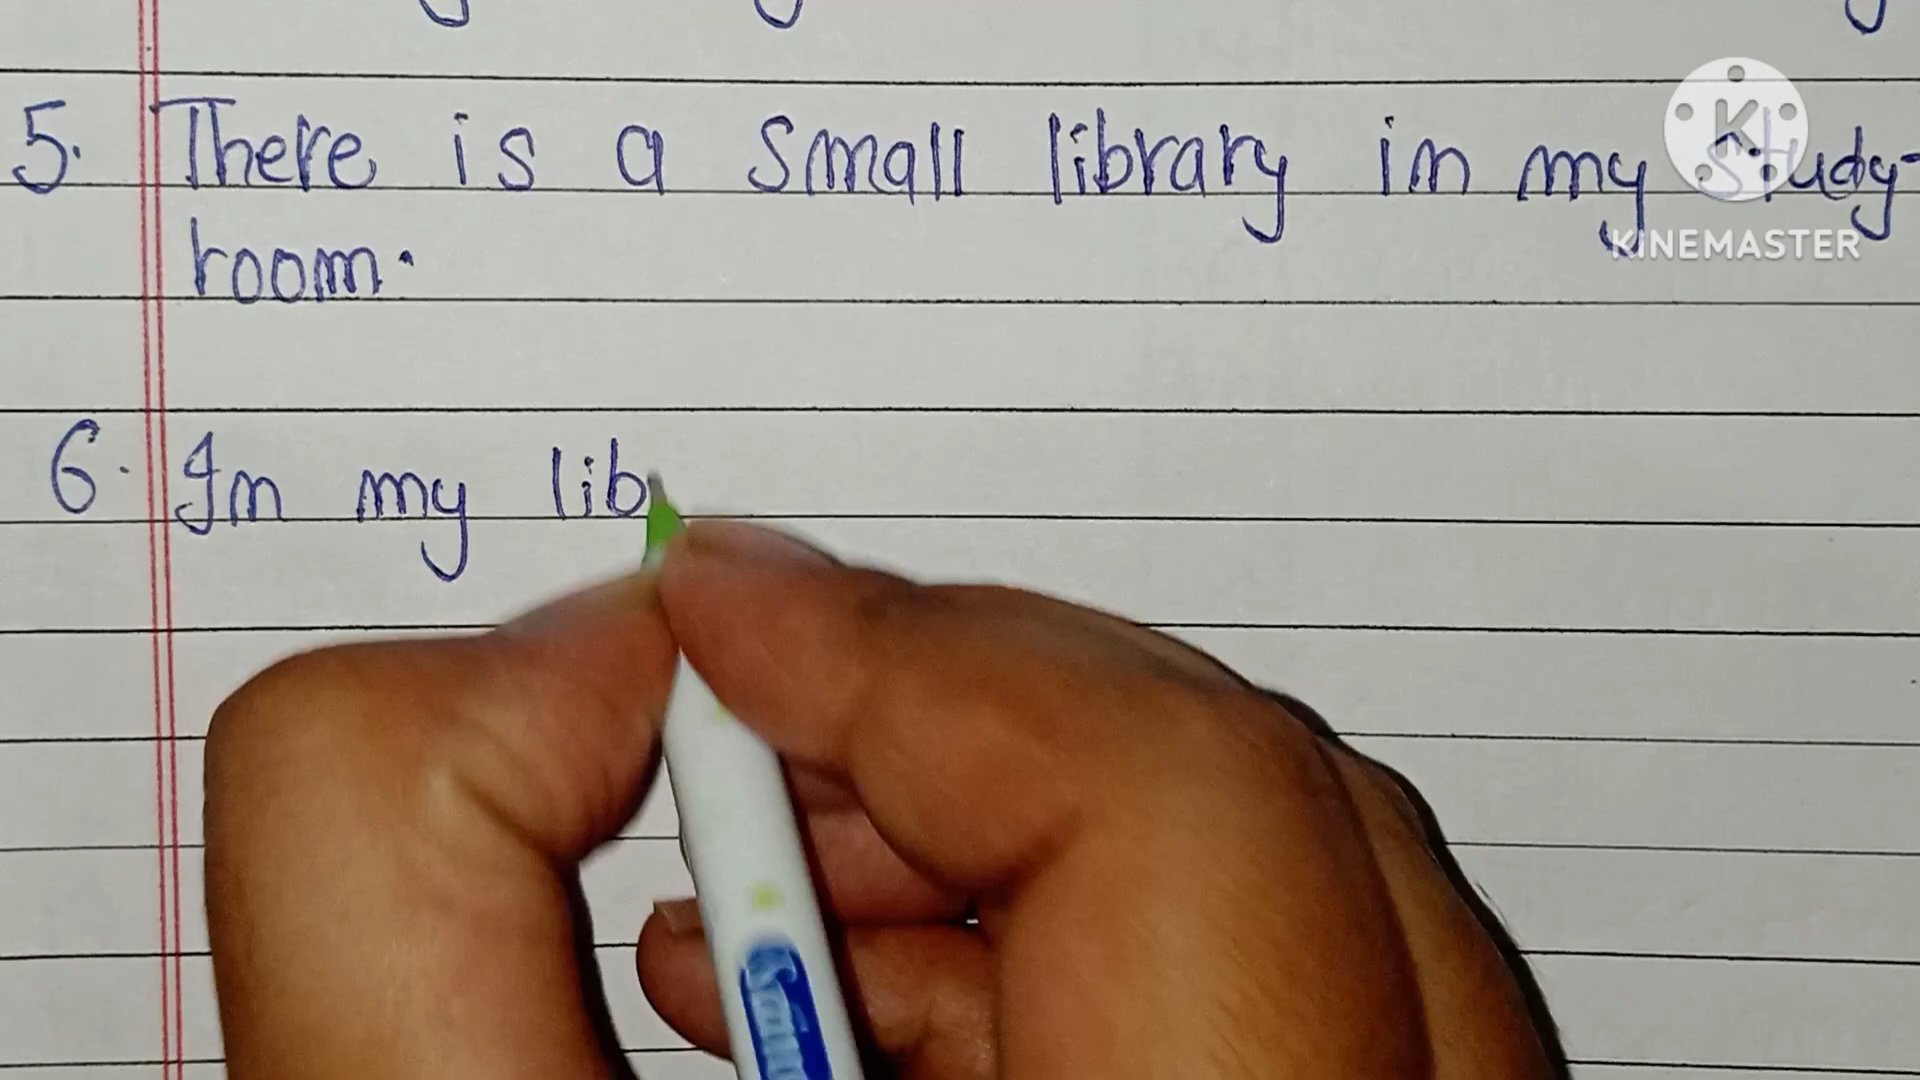 5. There is a small library in my study-
room.
6. In my lib
KINEMASTER